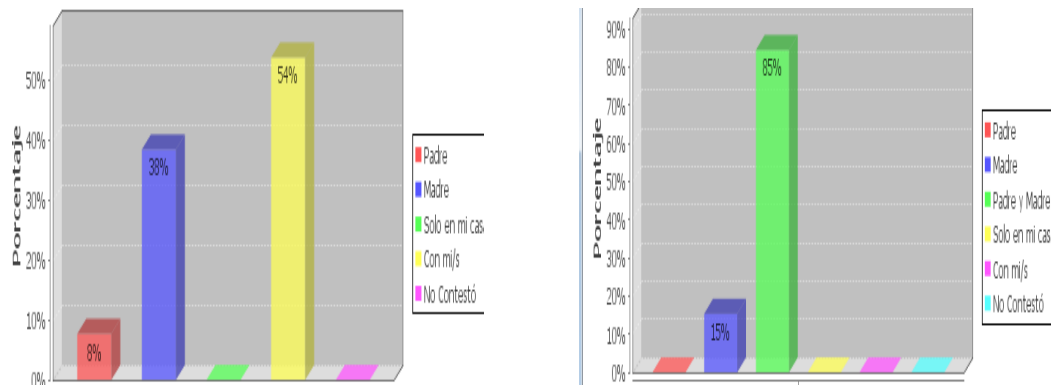 Porcentaje
50%
40%
30%
20%
10%
0%
8%
38%
54%
Padre
Madre
Solo en mi cas
Con mi/s
No Contestó
Porcentaje
90%
80%
70%
60%
50%
40%
30%
20%
10%
0%
15%
85%
Padre
Madre
Padre y Madre
Solo en mi cas
Con mi/s
No Contestó